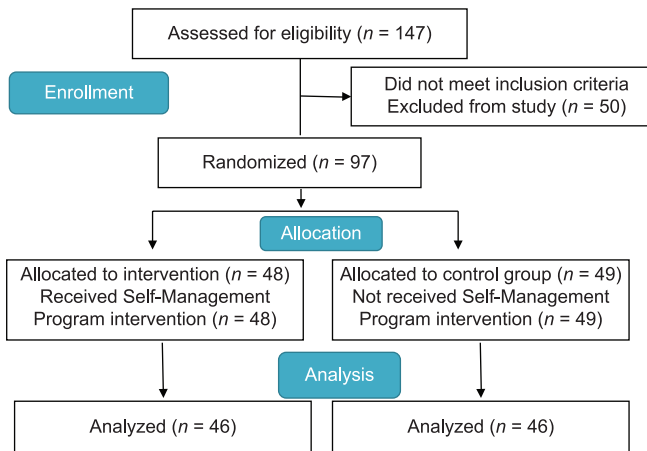 Assessed for eligibility (n = 147)
Enrollment
Did not meet inclusion criteria
Excluded from study (n = 50)
Randomized (n = 97)
Allocation
Allocated to intervention (n = 48)
Received Self-Management
Program intervention (n = 48)
Allocated to control group (n = 49)
Not received Self-Management
Program intervention (n = 49)
Analysis
Analyzed (n = 46)
Analyzed (n = 46)